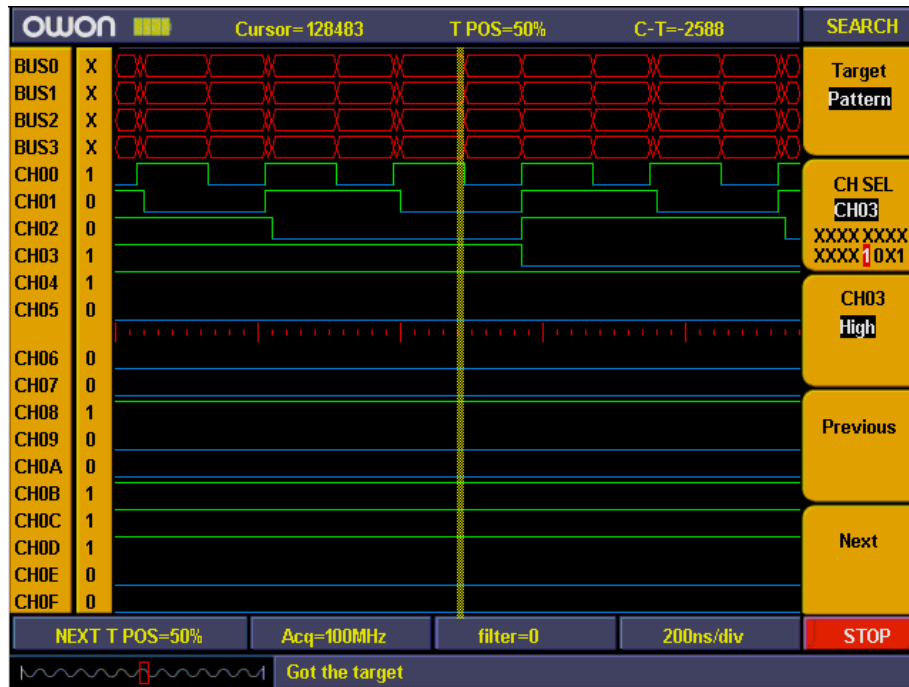 OWON Cursor=128483 T POS=50% C-T=-2588 SEARCH
BUS0 X
BUS1 X
BUS2 X
BUS3 X
CH00 1
CH01 0
CH02 0
CH03 1
CH04 1
CH05 0
CH06 0
CH07 0
CH08 1
CH09 0
CH0A 0
CH0B 1
CH0C 1
CH0D 1
CH0E 0
CH0F 0
Target
Pattern
CH SEL
CH03
XXXX XXXX
XXXX 1 0X1
CH03
High
Previous
Next
NEXT T POS=50% Acq=100MHz filter=0 200ns/div STOP
Got the target